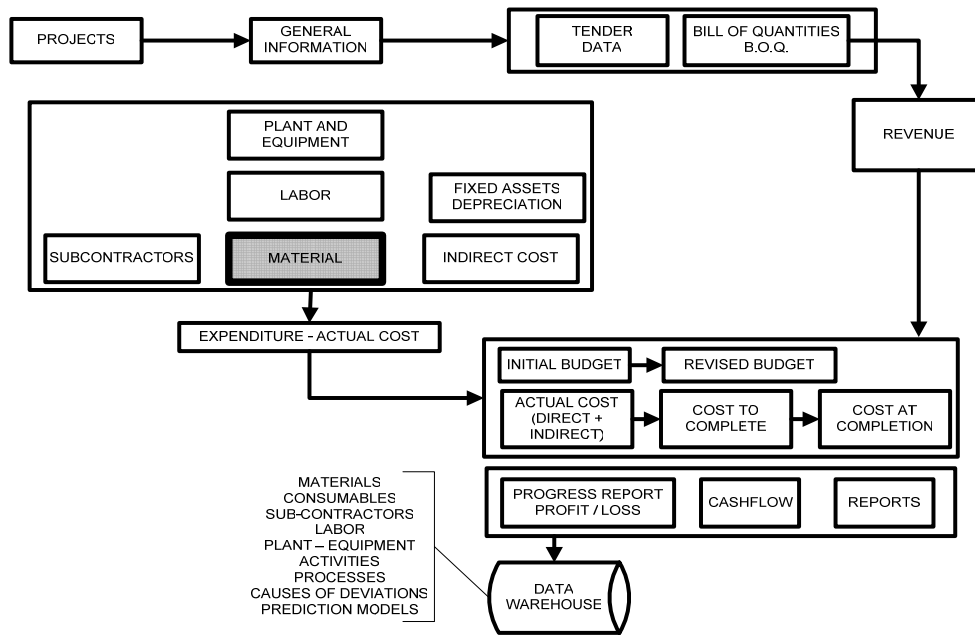 PROJECTS
GENERAL
INFORMATION
TENDER
DATA
BILL OF QUANTITIES
B.O.Q.
REVENUE
PLANT AND
EQUIPMENT
LABOR
FIXED ASSETS
DEPRECIATION
SUBCONTRACTORS
MATERIAL
INDIRECT COST
EXPENDITURE - ACTUAL COST
INITIAL BUDGET
REVISED BUDGET
ACTUAL COST
(DIRECT +
INDIRECT)
COST TO
COMPLETE
COST AT
COMPLETION
PROGRESS REPORT
PROFIT / LOSS
CASHFLOW
REPORTS
MATERIALS
CONSUMABLES
SUB-CONTRACTORS
LABOR
PLANT – EQUIPMENT
ACTIVITIES
PROCESSES
CAUSES OF DEVIATIONS
PREDICTION MODELS
DATA
WAREHOUSE